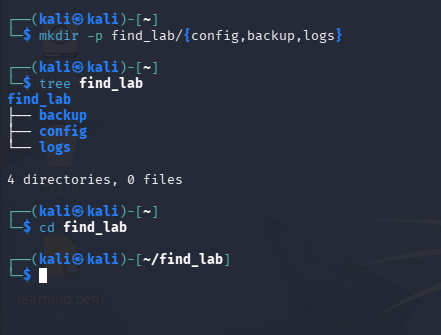 ┌──(kali㉿kali)-[~]
└─$ mkdir -p find_lab/{config,backup,logs}
┌──(kali㉿kali)-[~]
└─$ tree find_lab
find_lab
├── backup
├── config
└── logs
4 directories, 0 files
┌──(kali㉿kali)-[~]
└─$ cd find_lab
┌──(kali㉿kali)-[~/find_lab]
└─$
learning.pem